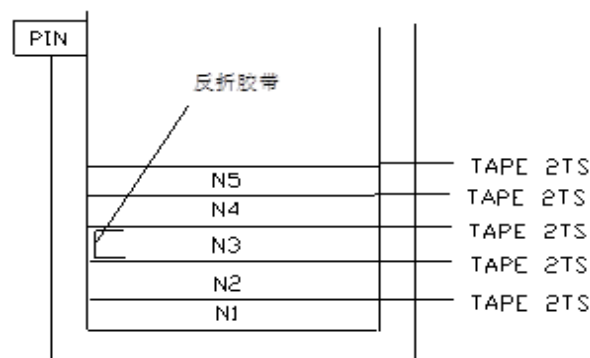 PIN
反折胶带
N5
TAPE 2TS
N4
TAPE 2TS
N3
TAPE 2TS
N2
TAPE 2TS
N1
TAPE 2TS